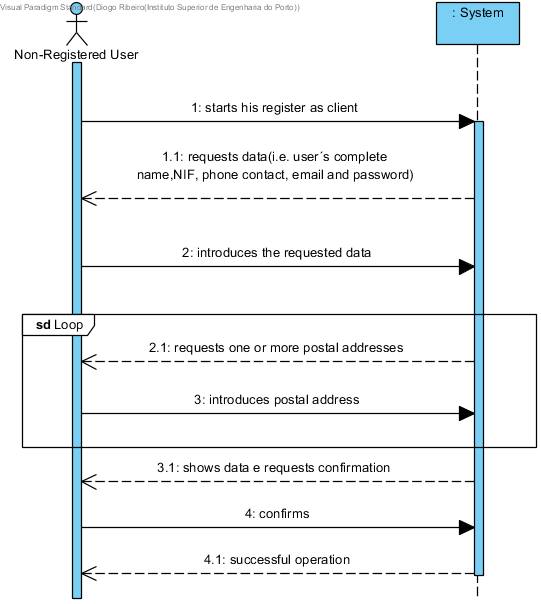 Visual Paradigm Standard(Diogo Ribeiro(Instituto Superior de Engenharia do Porto))
: System
Non-Registered User
1: starts his register as client
1.1: requests data(i.e. user´s complete
name,NIF, phone contact, email and password)
2: introduces the requested data
sd Loop
2.1: requests one or more postal addresses
3: introduces postal address
3.1: shows data e requests confirmation
4: confirms
4.1: successful operation